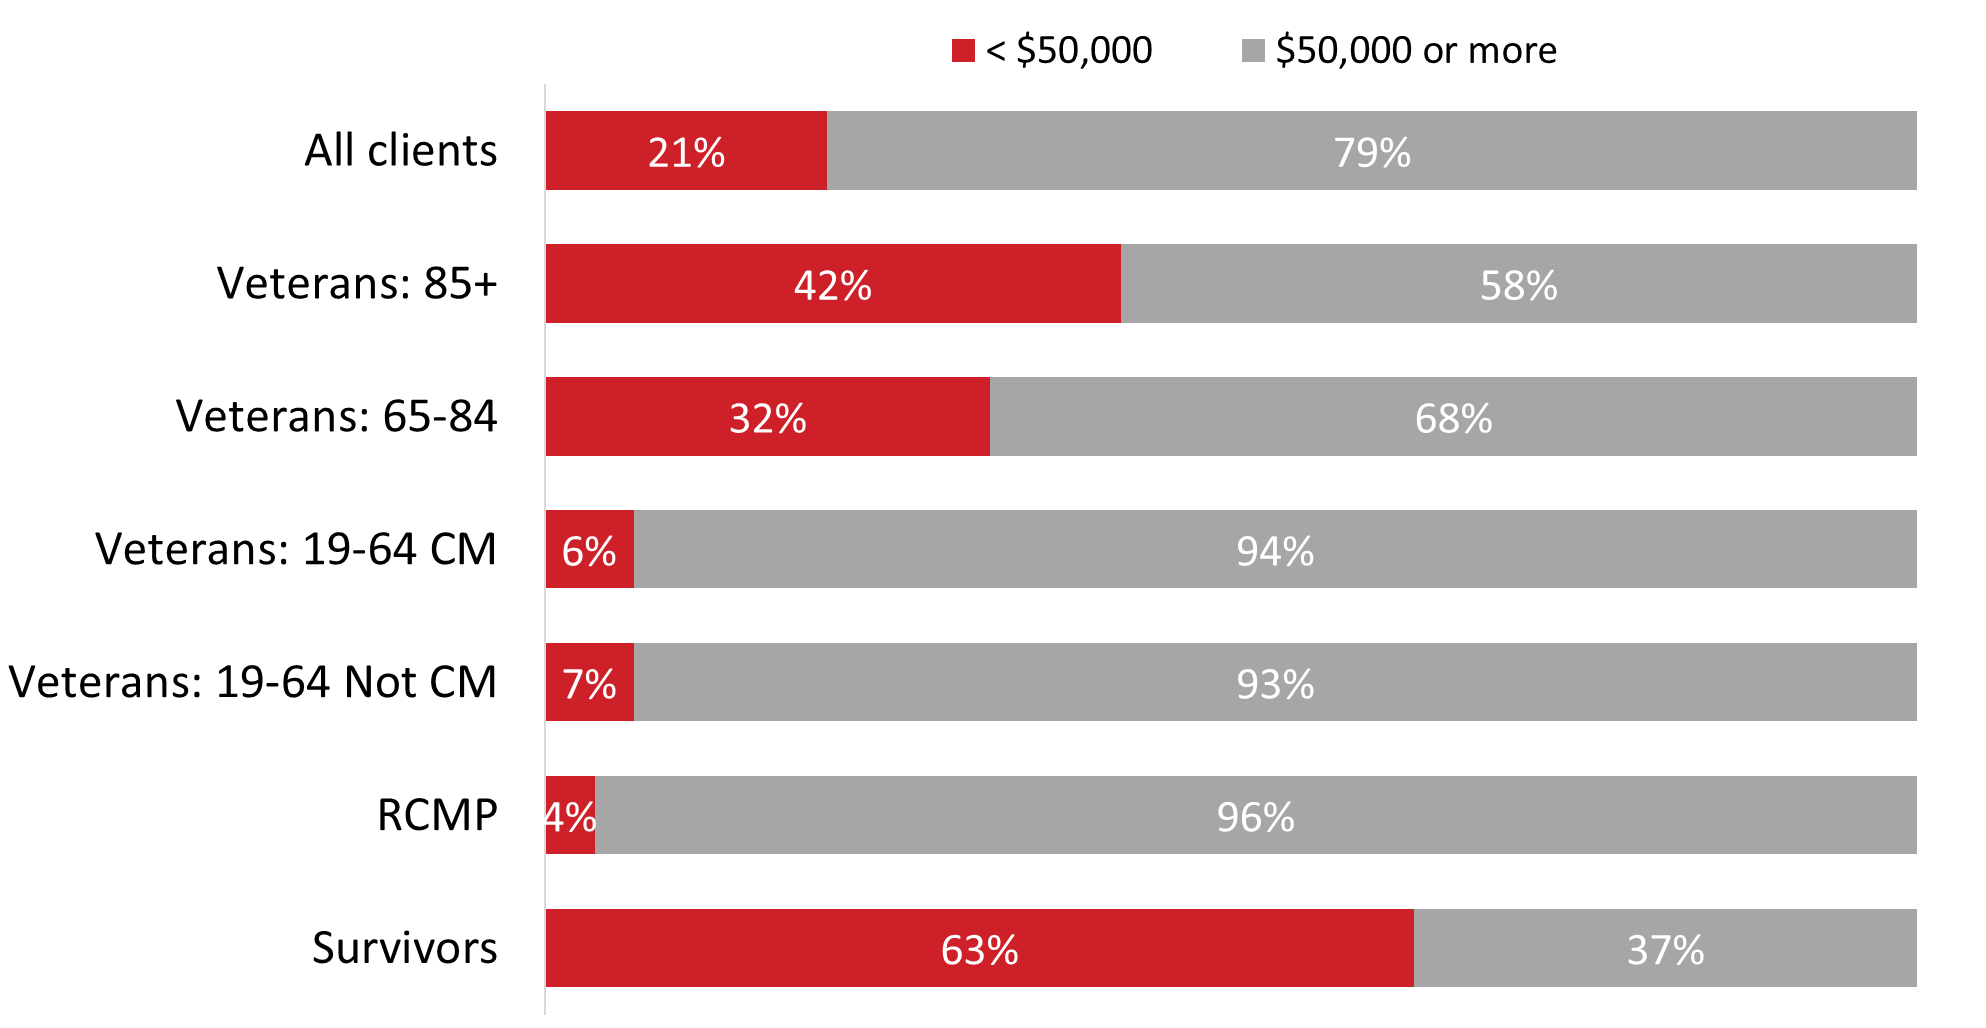 < $50,000 $50,000 or more
All clients 21% 79%
Veterans: 85+ 42% 58%
Veterans: 65-84 32% 68%
Veterans: 19-64 CM 6% 94%
Veterans: 19-64 Not CM 7% 93%
RCMP 4% 96%
Survivors 63% 37%